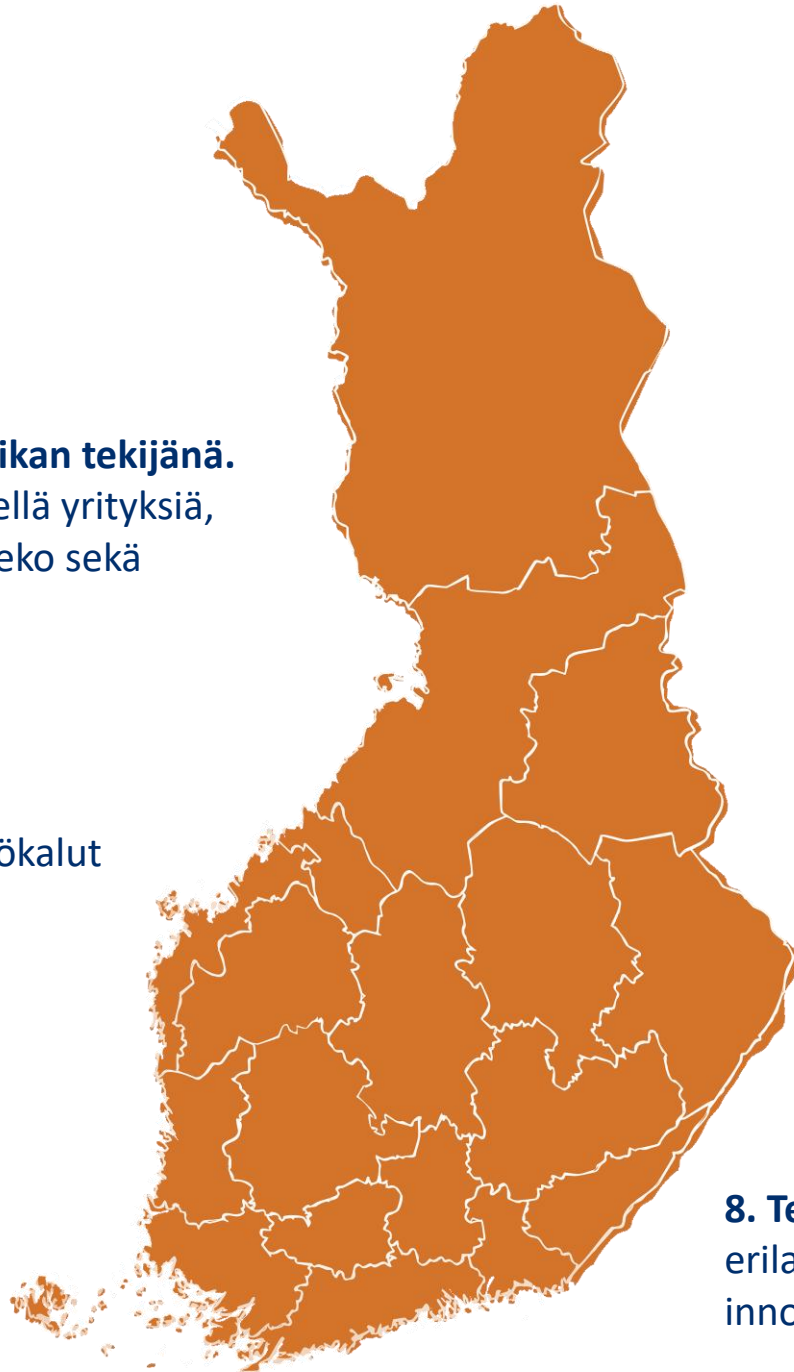 ikan tekijänä.
ellä yrityksiä,
eko sekä
ökalut
8. Te
erila
inno